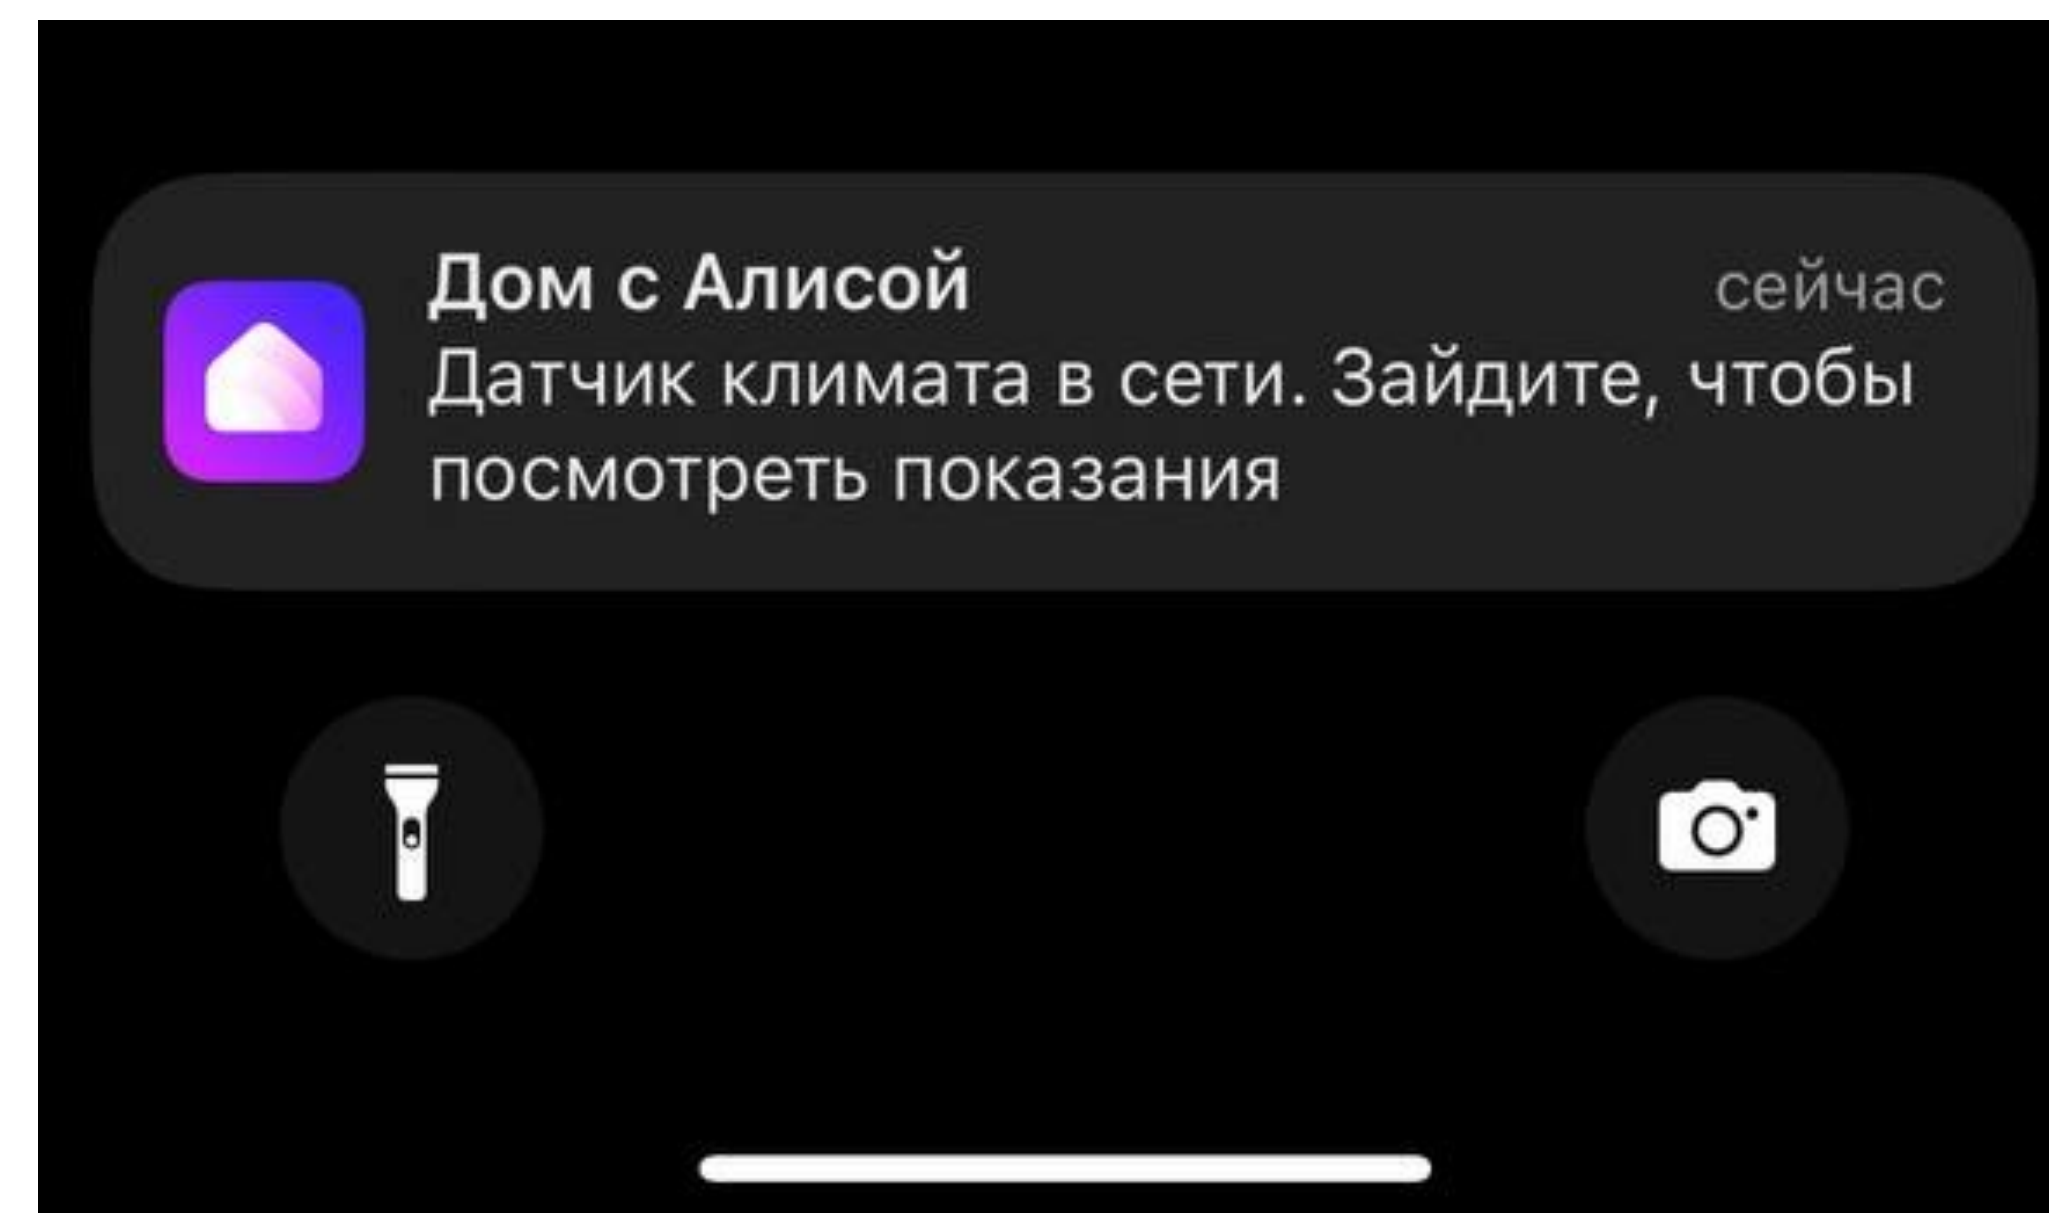 Дом с Алисой
сейчас
Датчик климата в сети. Зайдите, чтобы
посмотреть показания